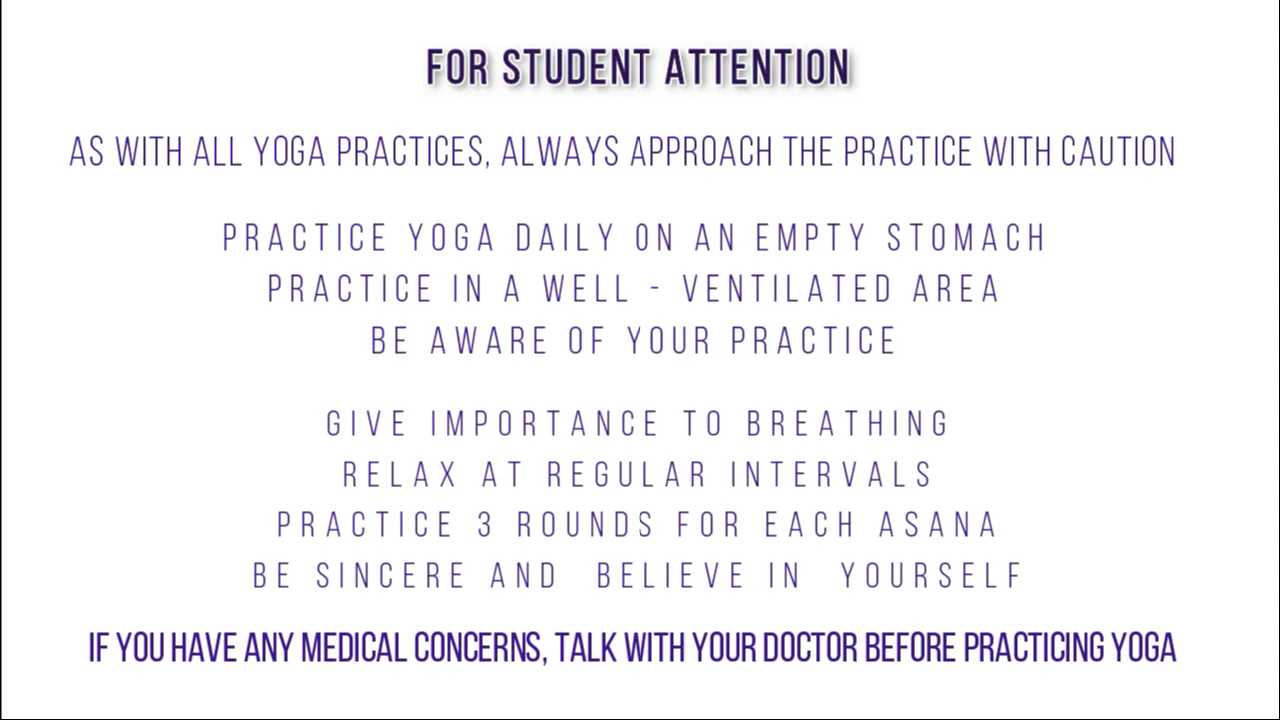 FOR STUDENT ATTENTION
AS WITH ALL YOGA PRACTICES, ALWAYS APPROACH THE PRACTICE WITH CAUTION
PRACTICE YOGA DAILY ON AN EMPTY STOMACH
PRACTICE IN A WELL - VENTILATED AREA
BE AWARE OF YOUR PRACTICE
GIVE IMPORTANCE TO BREATHING
RELAX AT REGULAR INTERVALS
PRACTICE 3 ROUNDS FOR EACH ASANA
BE SINCERE AND BELIEVE IN YOURSELF
IF YOU HAVE ANY MEDICAL CONCERNS, TALK WITH YOUR DOCTOR BEFORE PRACTICING YOGA